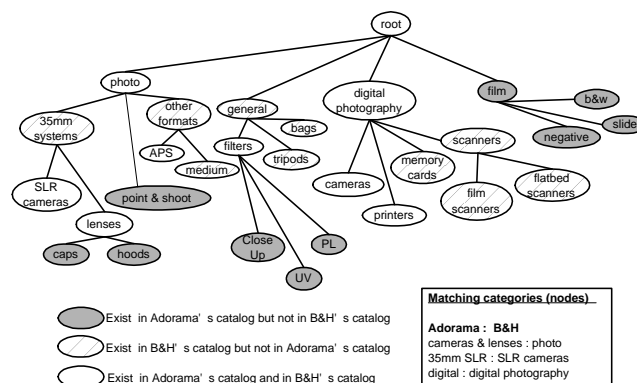 root
photo
digital
photography
film
b&w
slide
negative
35mm
systems
other
formats
general
bags
APS
medium
filters
tripods
scanners
memory
cards
flatbed
scanners
film
scanners
SLR
cameras
point & shoot
cameras
printers
lenses
caps
hoods
Close
Up
PL
UV
Exist in Adorama' s catalog but not in B&H' s catalog
Exist in B&H' s catalog but not in Adorama' s catalog
Exist in Adorama' s catalog and in B&H' s catalog
Matching categories (nodes)
Adorama : B&H
cameras & lenses : photo
35mm SLR : SLR cameras
digital : digital photography